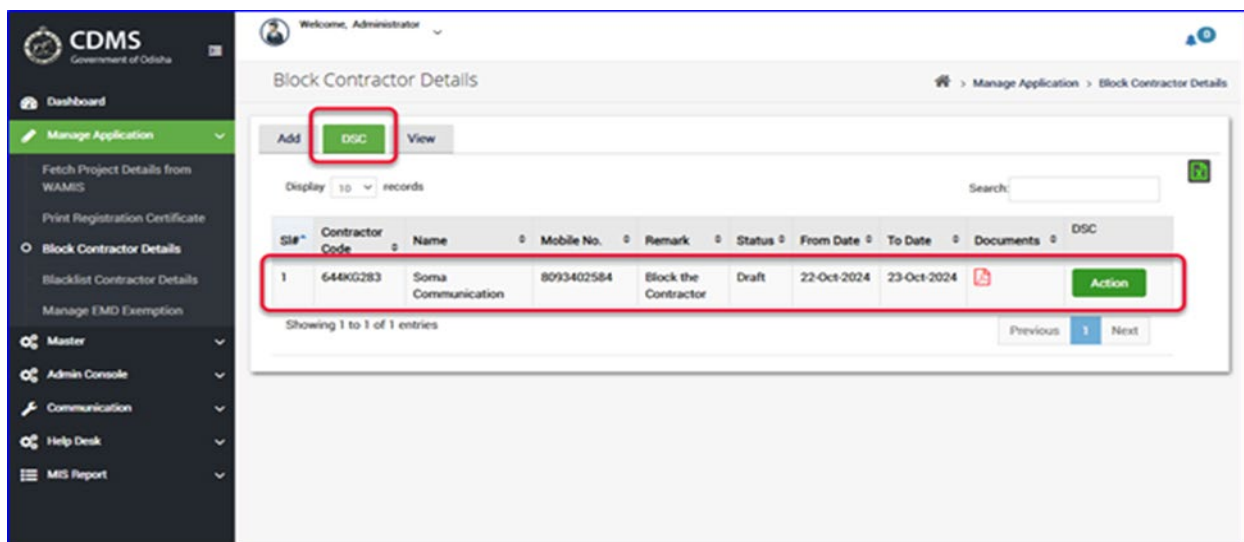 CDMS
Government of Odisha
Welcome, Administrator
0
Block Contractor Details
> Manage Application > Block Contractor Details
Dashboard
Manage Application
Fetch Project Details from
WAMIS
Print Registration Certificate
Block Contractor Details
Blacklist Contractor Details
Manage EMD Exemption
Master
Admin Console
Communication
Help Desk
MIS Report
Add DSC View
Display 10 records
Search:
Sl# Contractor Code Name Mobile No. Remark Status From Date To Date Documents DSC
1 644KG283 Soma Communication 8093402584 Block the Contractor Draft 22-Oct-2024 23-Oct-2024 Action
Showing 1 to 1 of 1 entries
Previous 1 Next